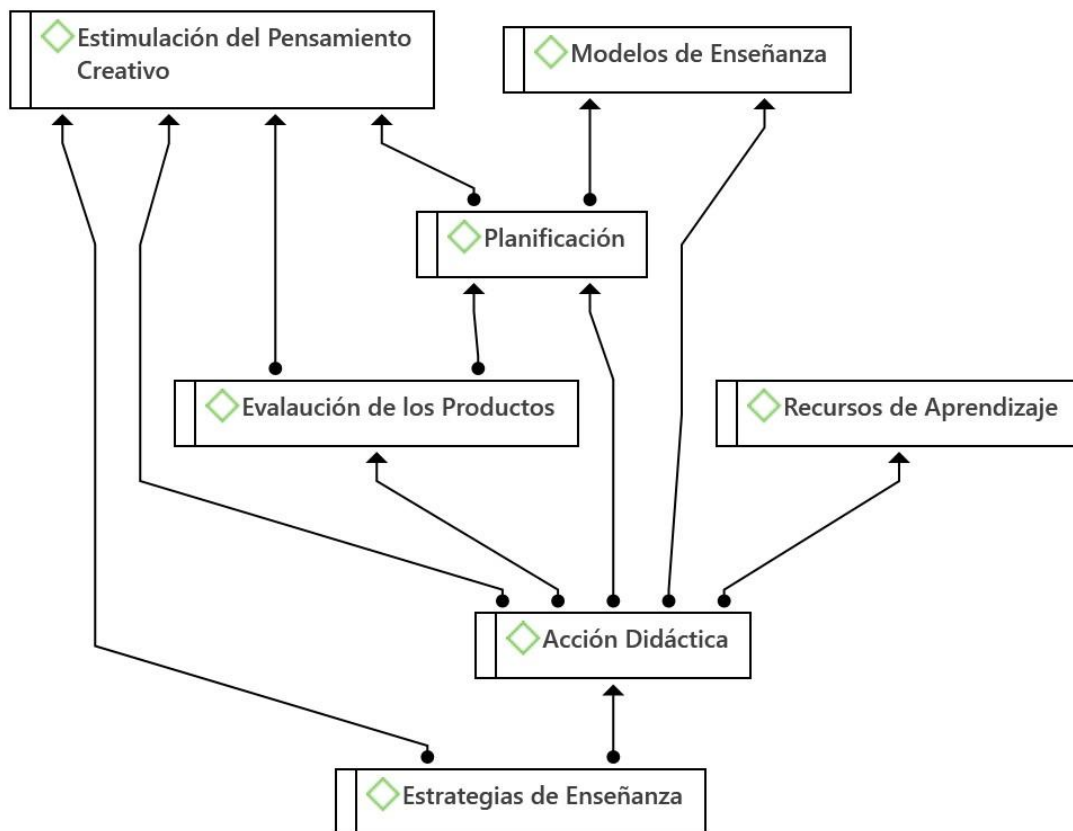 Estimulación del Pensamiento
Creativo
Modelos de Enseñanza
Planificación
Evalaución de los Productos
Recursos de Aprendizaje
Acción Didáctica
Estrategias de Enseñanza